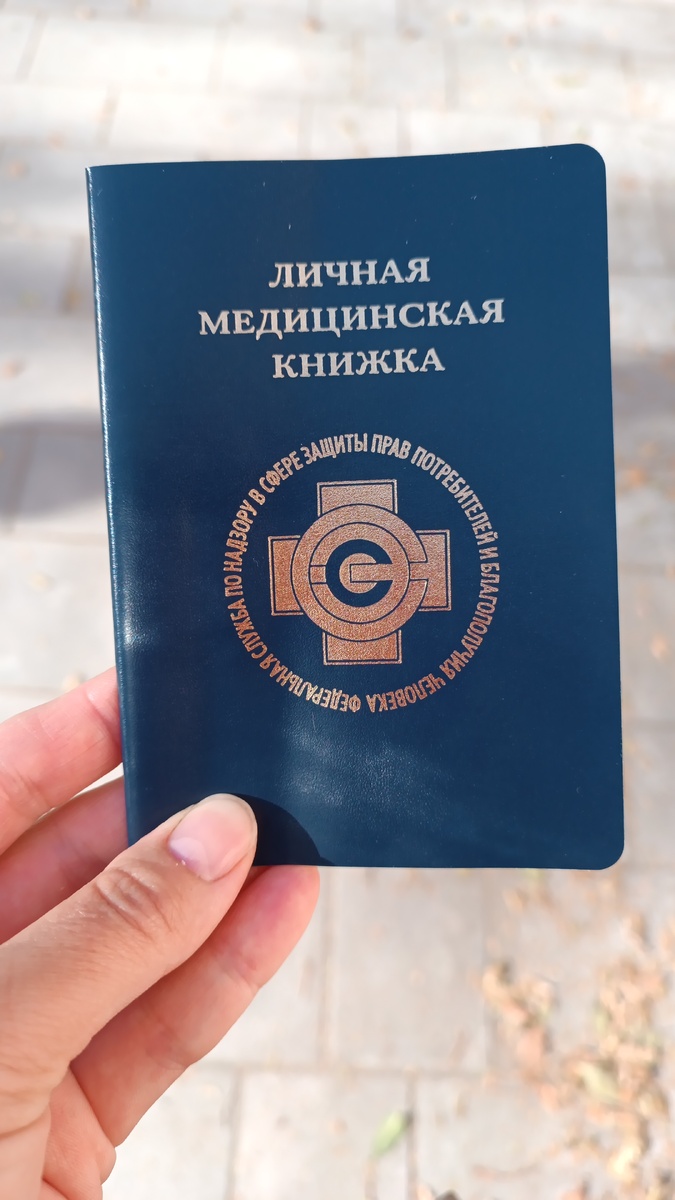 ЛИЧНАЯ
МЕДИЦИНСКАЯ
КНИЖКА
ФЕДЕРАЛЬНАЯ СЛУЖБА ПО НАДЗОРУ В СФЕРЕ ЗАЩИТЫ ПРАВ ПОТРЕБИТЕЛЕЙ И БЛАГОПОЛУЧИЯ ЧЕЛОВЕКА